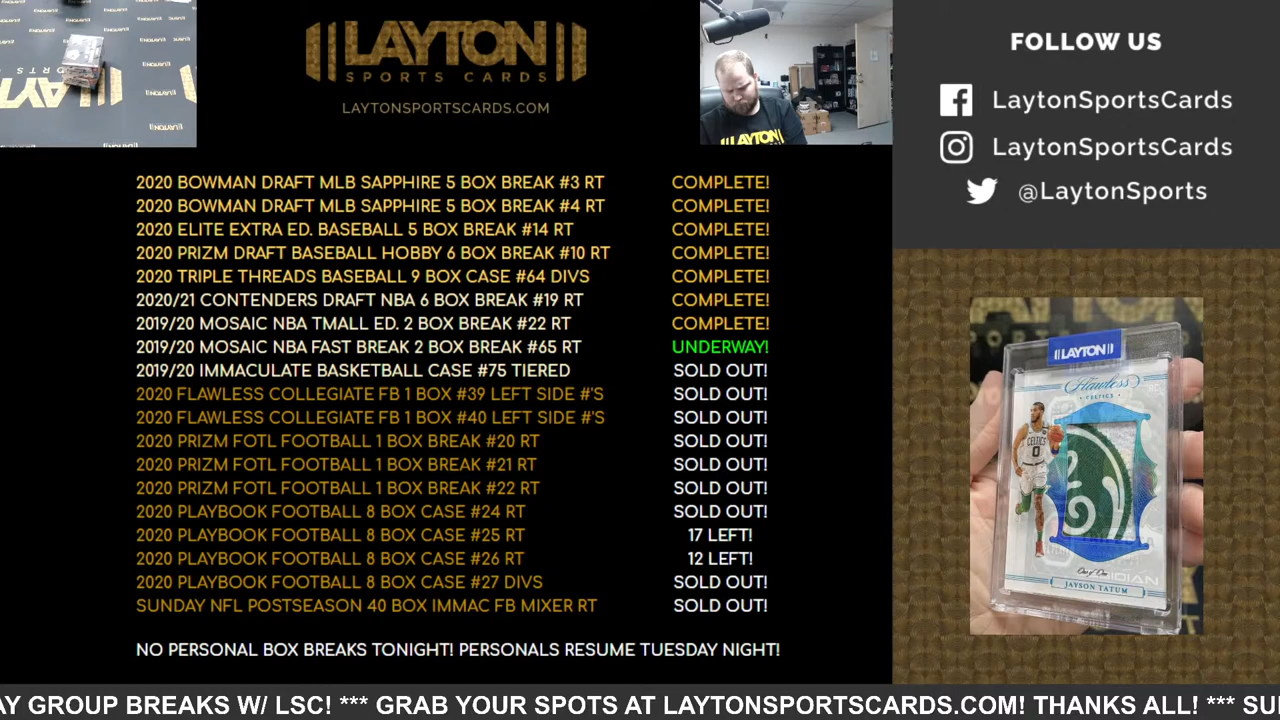 LAYTON
SPORTS CARDS
LAYTONSPORTSCARDS.COM
LAYTON
FOLLOW US
LaytonSportsCards
LaytonSportsCards
@LaytonSports
2020 BOWMAN DRAFT MLB SAPPHIRE 5 BOX BREAK #3 RT COMPLETE!
2020 BOWMAN DRAFT MLB SAPPHIRE 5 BOX BREAK #4 RT COMPLETE!
2020 ELITE EXTRA ED. BASEBALL 5 BOX BREAK #14 RT COMPLETE!
2020 PRIZM DRAFT BASEBALL HOBBY 6 BOX BREAK #10 RT COMPLETE!
2020 TRIPLE THREADS BASEBALL 9 BOX CASE #64 DIVS COMPLETE!
2020/21 CONTENDERS DRAFT NBA 6 BOX BREAK #19 RT COMPLETE!
2019/20 MOSAIC NBA TMALL ED. 2 BOX BREAK #22 RT COMPLETE!
2019/20 MOSAIC NBA FAST BREAK 2 BOX BREAK #65 RT UNDERWAY!
2019/20 IMMACULATE BASKETBALL CASE #75 TIERED SOLD OUT!
2020 FLAWLESS COLLEGIATE FB 1 BOX #39 LEFT SIDE #'S SOLD OUT!
2020 FLAWLESS COLLEGIATE FB 1 BOX #40 LEFT SIDE #'S SOLD OUT!
2020 PRIZM FOTL FOOTBALL 1 BOX BREAK #20 RT SOLD OUT!
2020 PRIZM FOTL FOOTBALL 1 BOX BREAK #21 RT SOLD OUT!
2020 PRIZM FOTL FOOTBALL 1 BOX BREAK #22 RT SOLD OUT!
2020 PLAYBOOK FOOTBALL 8 BOX CASE #24 RT SOLD OUT!
2020 PLAYBOOK FOOTBALL 8 BOX CASE #25 RT 17 LEFT!
2020 PLAYBOOK FOOTBALL 8 BOX CASE #26 RT 12 LEFT!
2020 PLAYBOOK FOOTBALL 8 BOX CASE #27 DIVS SOLD OUT!
SUNDAY NFL POSTSEASON 40 BOX IMMAC FB MIXER RT SOLD OUT!
NO PERSONAL BOX BREAKS TONIGHT! PERSONALS RESUME TUESDAY NIGHT!
LAYTON
Flawless
CELTICS
CELTICS
0
One of One
JAYSON TATUM
AY GROUP BREAKS W/ LSC! *** GRAB YOUR SPOTS AT LAYTONSPORTSCARDS.COM! THANKS ALL! *** SU